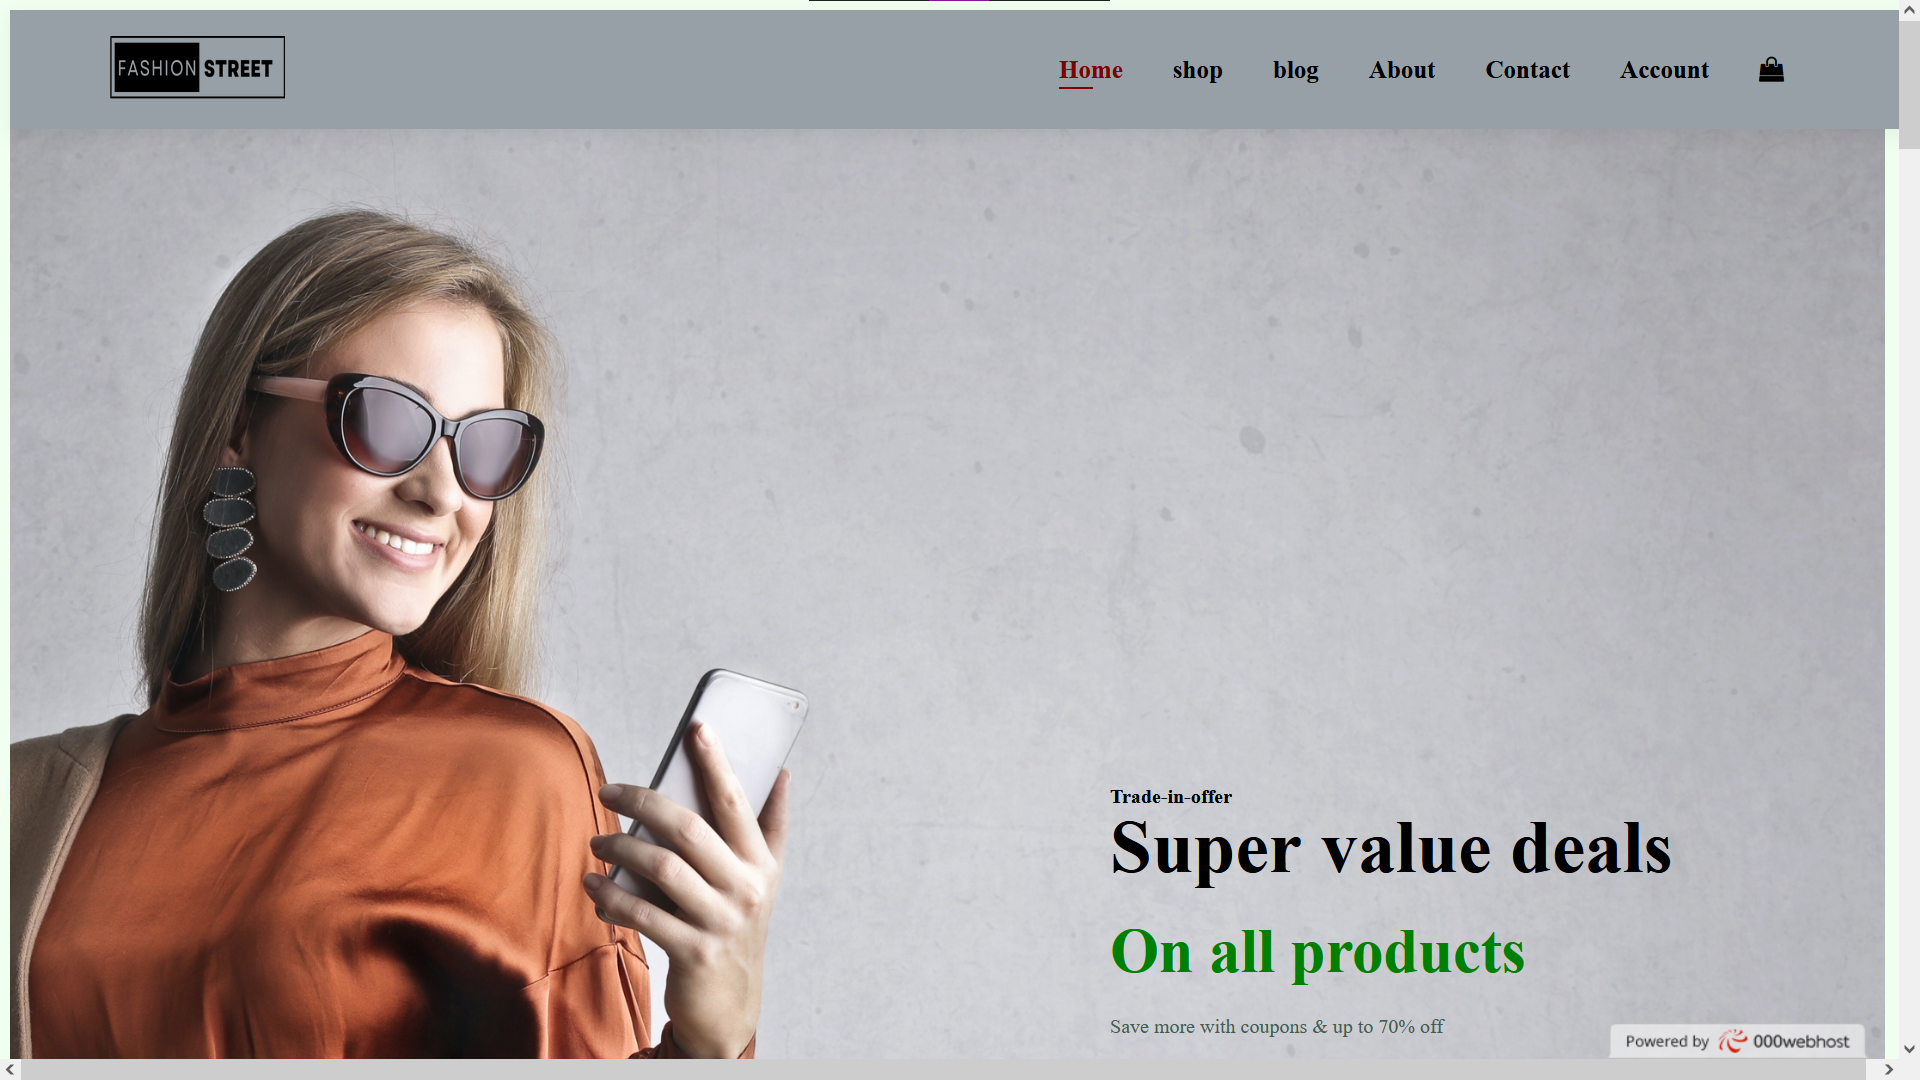 FASHION STREET
Home shop blog About Contact Account
Trade-in-offer
Super value deals
On all products
Save more with coupons & up to 70% off
Powered by 000webhost